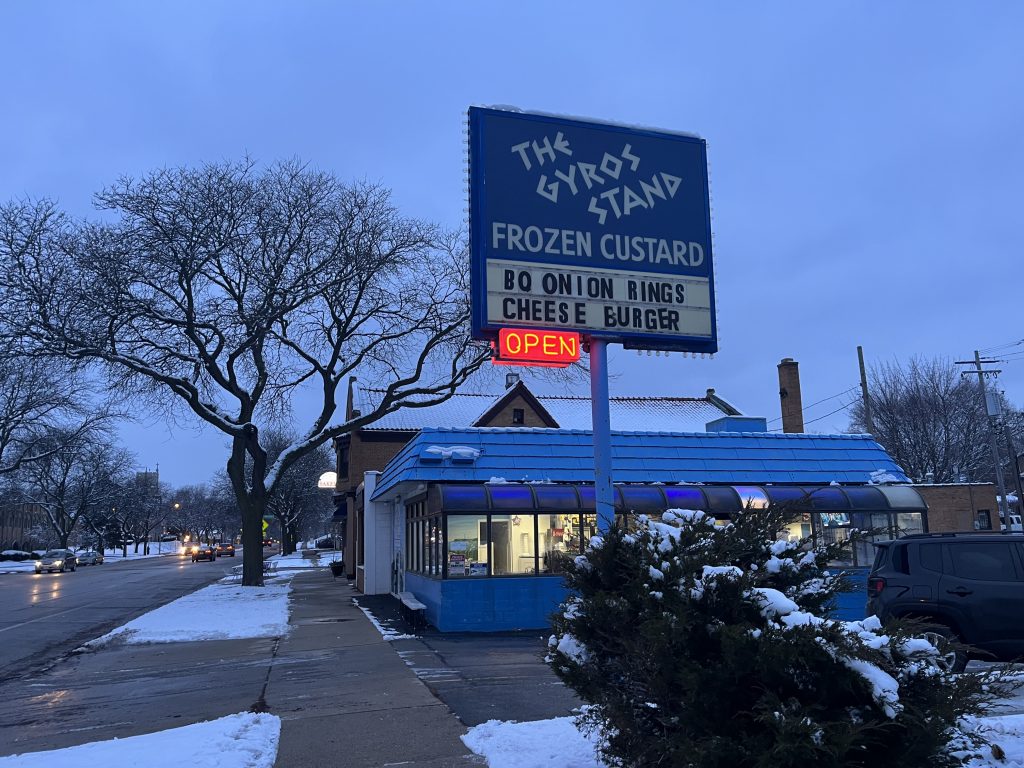 THE
GYROS
STAND
FROZEN CUSTARD
BQ ONION RINGS
CHEESE BURGER
OPEN